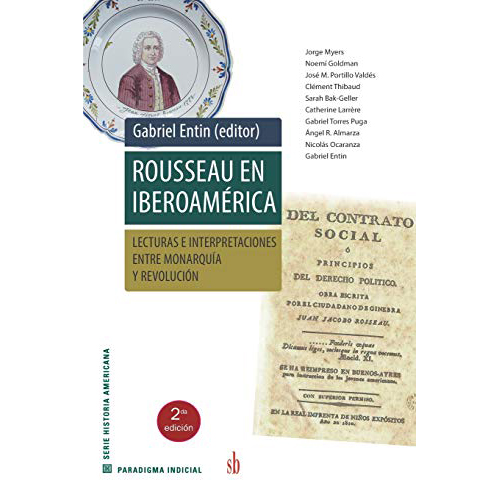 Jorge Myers
Noemí Goldman
José M. Portillo Valdés
Clément Thibaud
Sarah Bak-Geller
Catherine Larrère
Gabriel Torres Puga
Ángel R. Almarza
Nicolás Ocaranza
Gabriel Entin
Gabriel Entin (editor)
ROUSSEAU EN
IBEROAMÉRICA
LECTURAS E INTERPRETACIONES
ENTRE MONARQUÍA
Y REVOLUCIÓN
DEL CONTRATO
SOCIAL
Ó
PRINCIPIOS
DEL DERECHO POLITICO.
OBRA ESCRITA
POR EL CIUDADANO DE GINEBRA
JUAN JACOBO ROSSEAU.
SE HA REIMPRESO EN BUENOS-AYRES
para instruccion de los jovenes americanos.
CON SUPERIOR PERMISO.
EN LA REAL IMPRENTA DE NIÑOS EXPÓSITOS
Año de 1810.
2da
edición
SERIE HISTORIA AMERICANA
PARADIGMA INDICIAL
sb